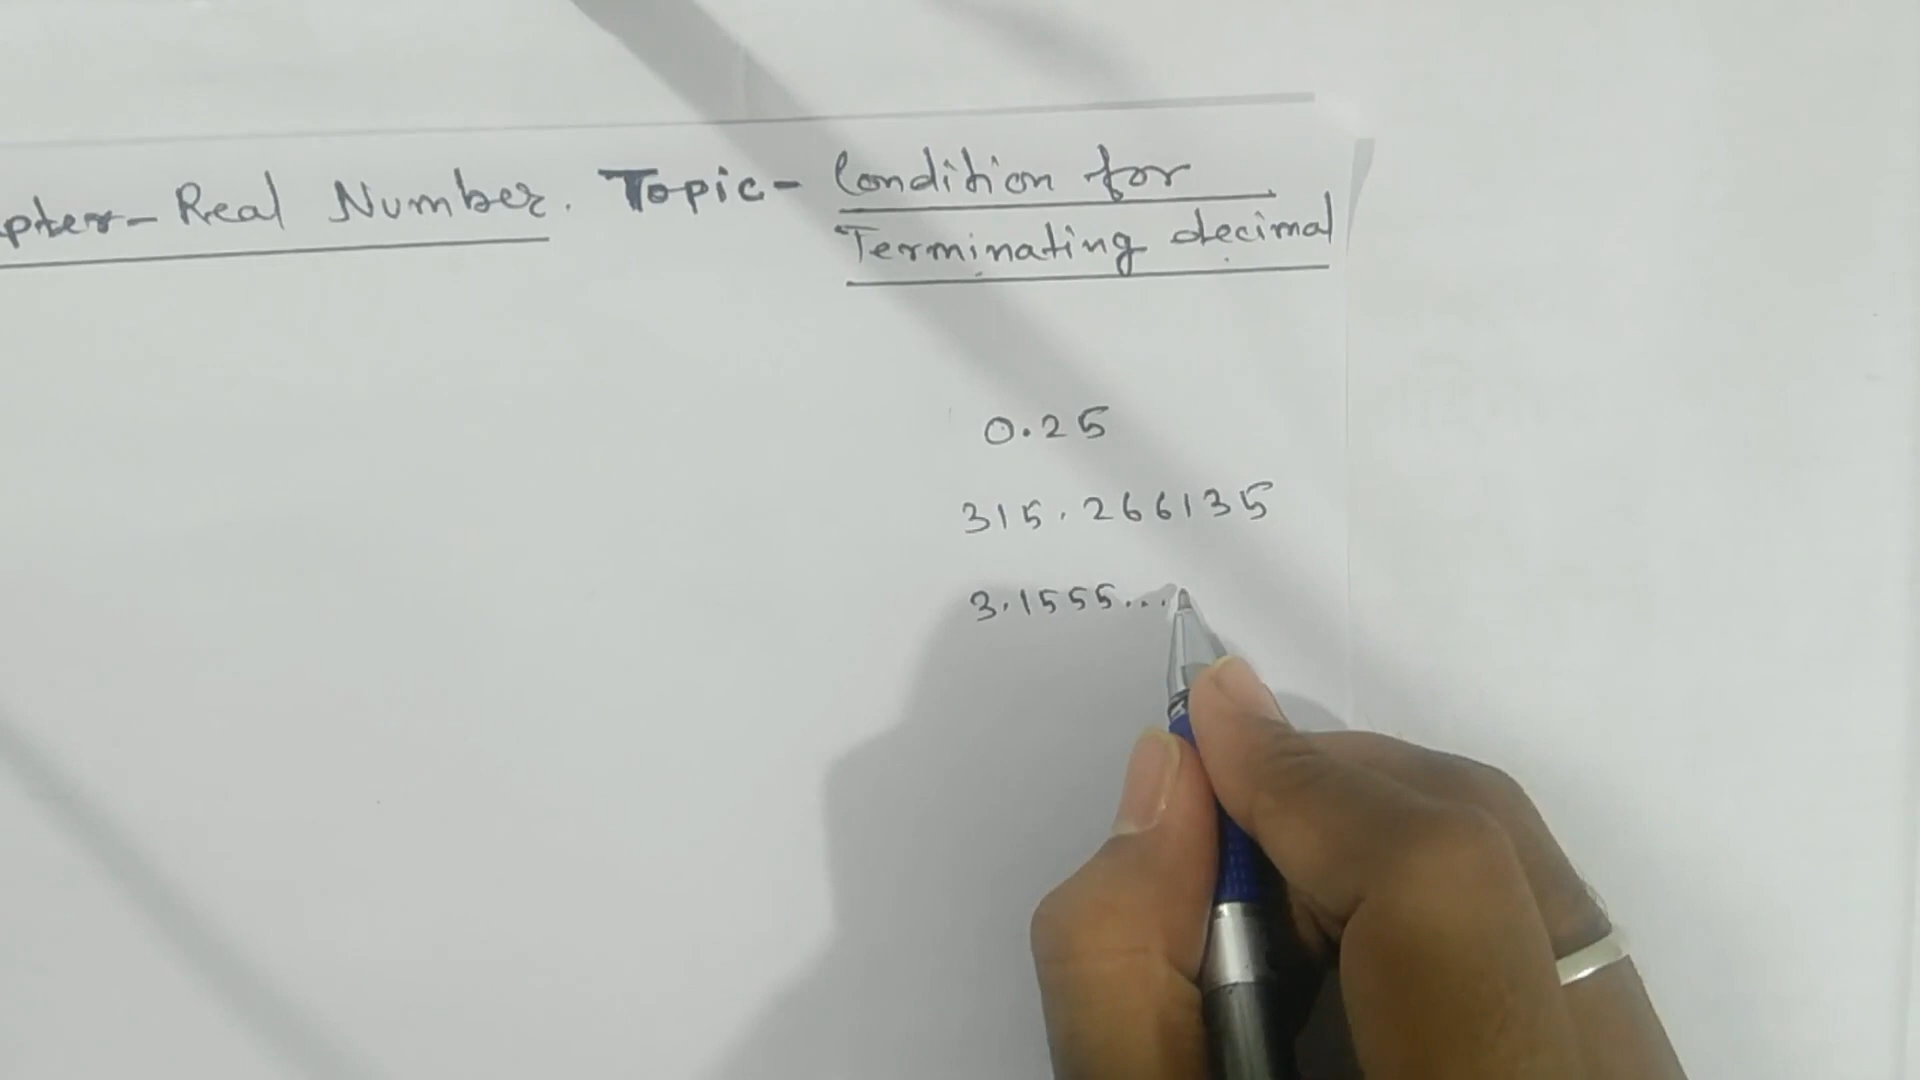 pter- Real Number. Topic- Condition for
Terminating decimal
0.25
315.266135
3.1555...